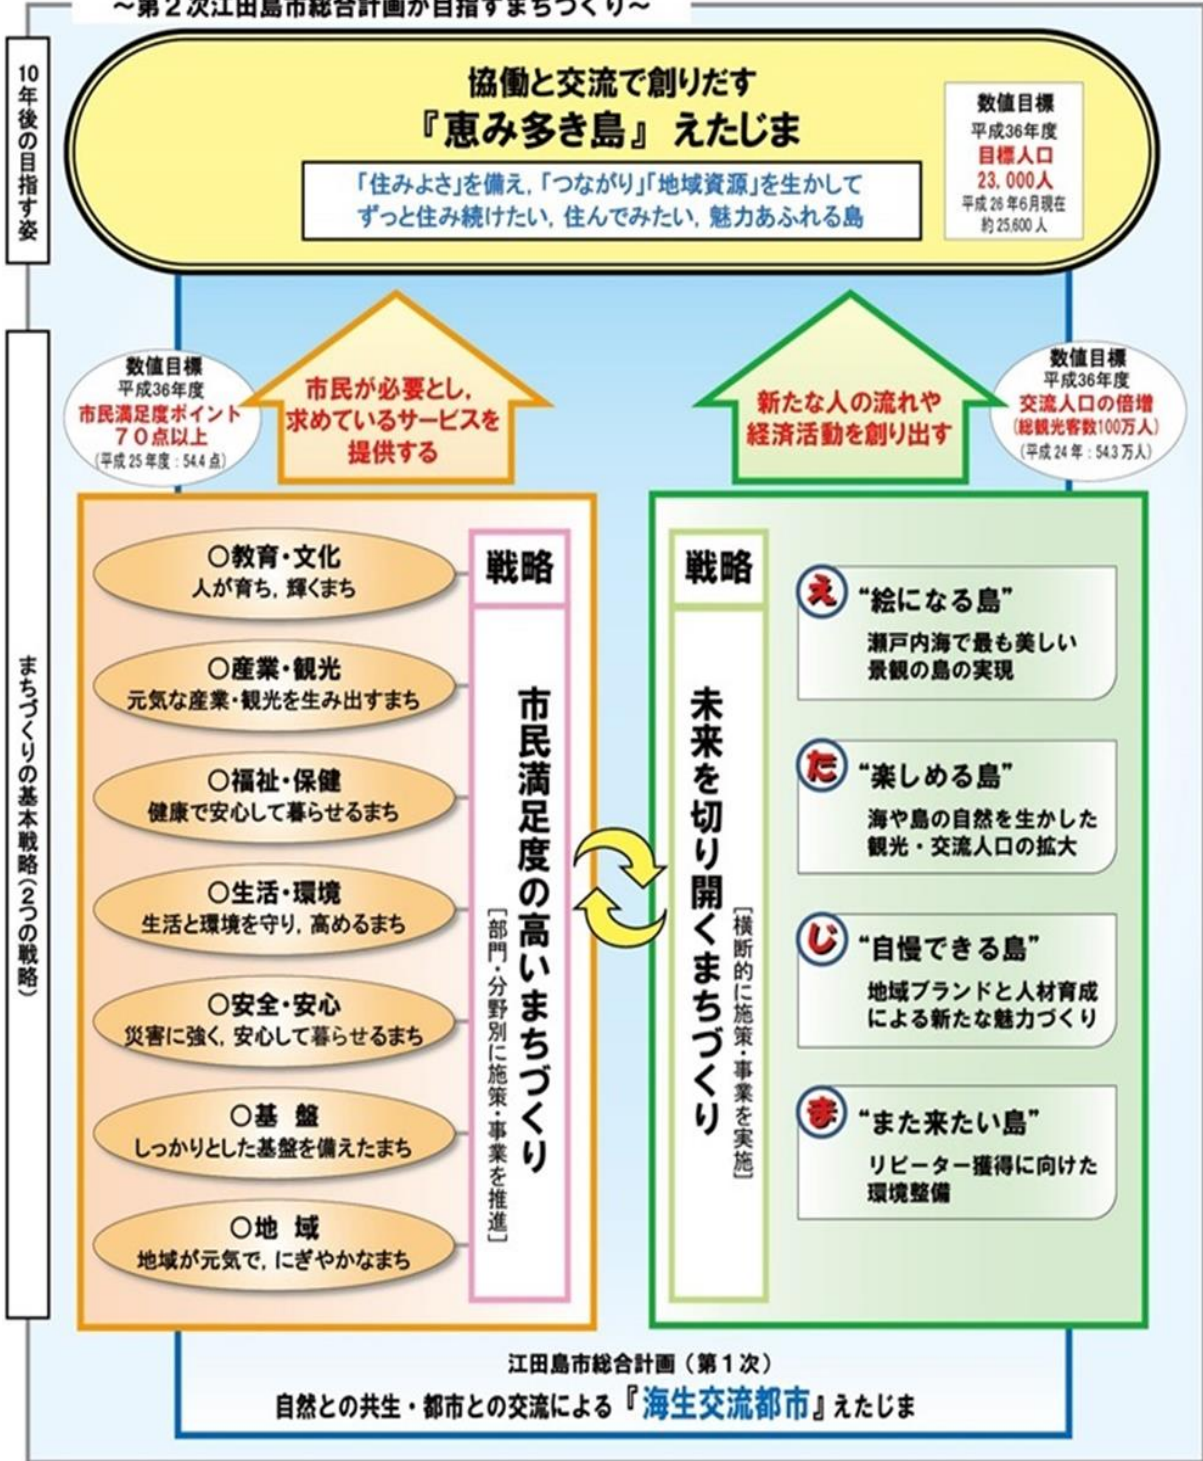 ～第２次江田島市総合計画が目指すまちづくり～
10年後の目指す姿
協働と交流で創りだす
『恵み多き島』えたじま
「住みよさ」を備え，「つながり」「地域資源」を生かして
ずっと住み続けたい，住んでみたい，魅力あふれる島
数値目標
平成36年度
目標人口
23,000人
平成26年6月現在
約25,600人
まちづくりの基本戦略（2つの戦略）
数値目標
平成36年度
市民満足度ポイント
７０点以上
（平成25年度：54.4点）
市民が必要とし，
求めているサービスを
提供する
新たな人の流れや
経済活動を創り出す
数値目標
平成36年度
交流人口の倍増
（総観光客数100万人）
（平成24年：54.3万人）
○教育・文化
人が育ち，輝くまち
○産業・観光
元気な産業・観光を生み出すまち
○福祉・保健
健康で安心して暮らせるまち
○生活・環境
生活と環境を守り，高めるまち
○安全・安心
災害に強く，安心して暮らせるまち
○基　盤
しっかりとした基盤を備えたまち
○地　域
地域が元気で，にぎやかなまち
戦略
市民満足度の高いまちづくり
［部門・分野別に施策・事業を推進］
戦略
未来を切り開くまちづくり
［横断的に施策・事業を実施］
え “絵になる島”
瀬戸内海で最も美しい
景観の島の実現
た “楽しめる島”
海や島の自然を生かした
観光・交流人口の拡大
じ “自慢できる島”
地域ブランドと人材育成
による新たな魅力づくり
ま “また来たい島”
リピーター獲得に向けた
環境整備
江田島市総合計画（第１次）
自然との共生・都市との交流による『海生交流都市』えたじま